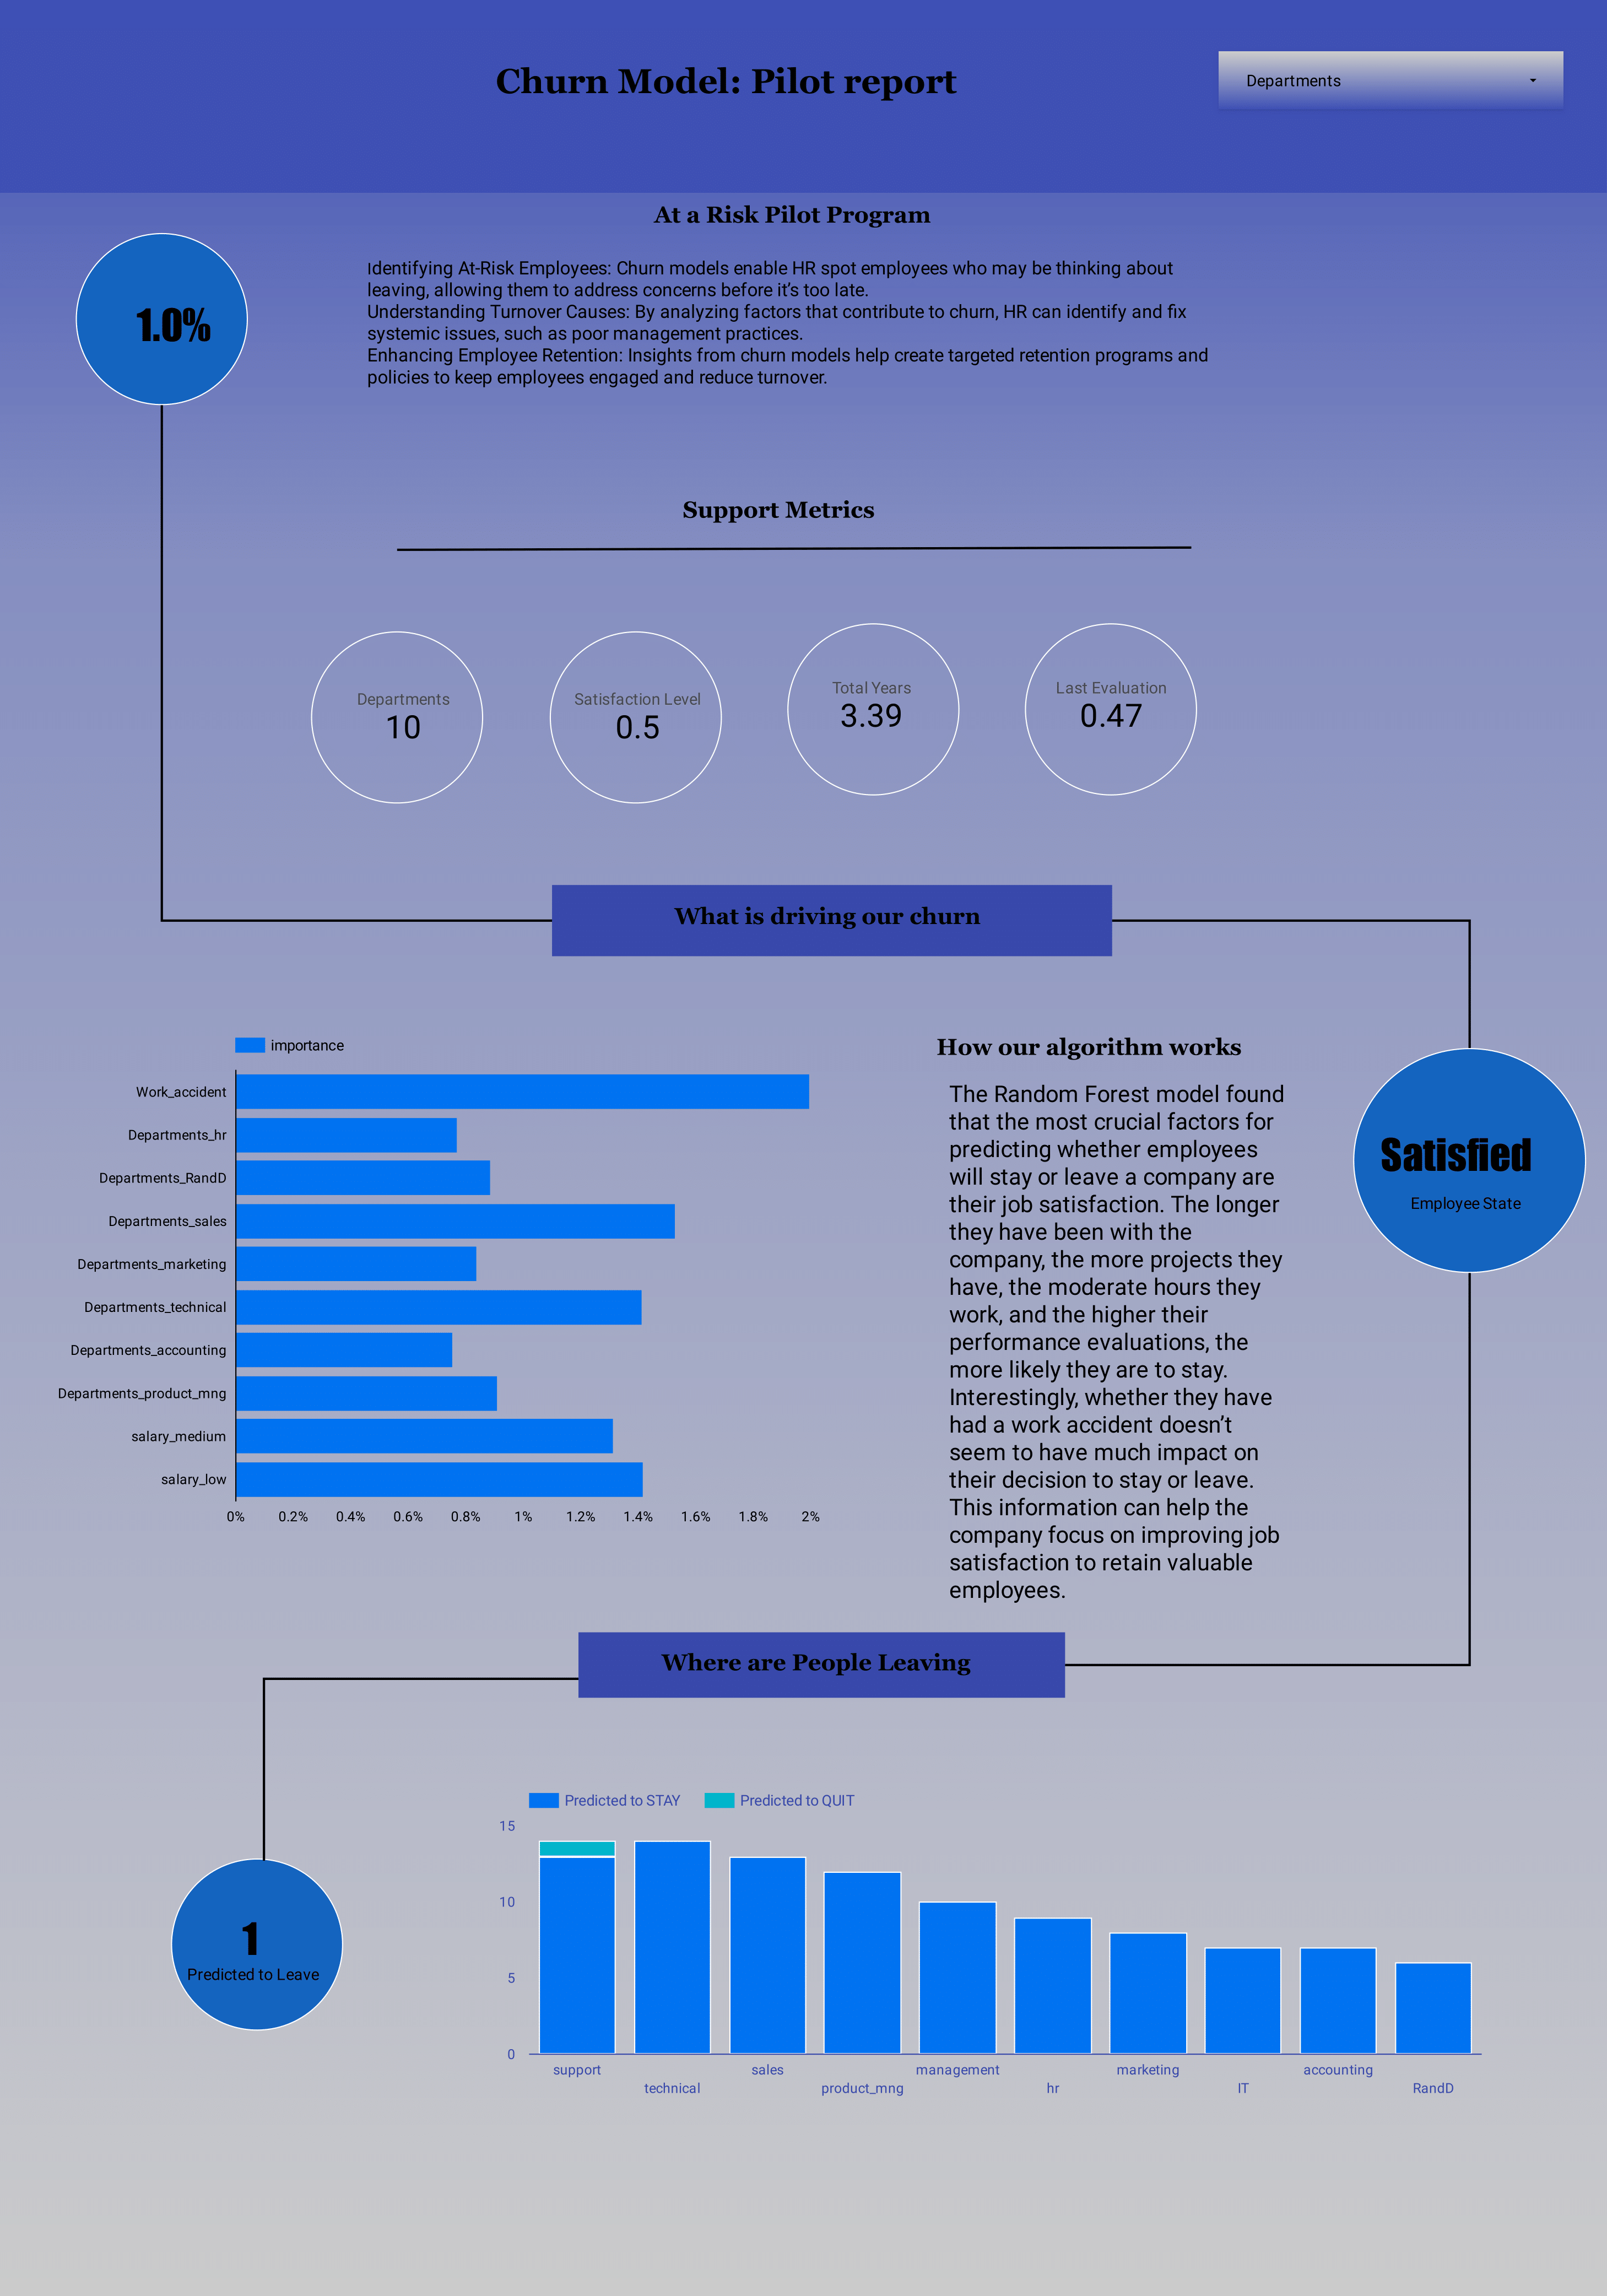 Churn Model: Pilot report
Departments
At a Risk Pilot Program
1.0%
Identifying At-Risk Employees: Churn models enable HR spot employees who may be thinking about
leaving, allowing them to address concerns before it’s too late.
Understanding Turnover Causes: By analyzing factors that contribute to churn, HR can identify and fix
systemic issues, such as poor management practices.
Enhancing Employee Retention: Insights from churn models help create targeted retention programs and
policies to keep employees engaged and reduce turnover.
Support Metrics
Departments
10
Satisfaction Level
0.5
Total Years
3.39
Last Evaluation
0.47
What is driving our churn
importance
Work_accident
Departments_hr
Departments_RandD
Departments_sales
Departments_marketing
Departments_technical
Departments_accounting
Departments_product_mng
salary_medium
salary_low
0% 0.2% 0.4% 0.6% 0.8% 1% 1.2% 1.4% 1.6% 1.8% 2%
How our algorithm works
The Random Forest model found
that the most crucial factors for
predicting whether employees
will stay or leave a company are
their job satisfaction. The longer
they have been with the
company, the more projects they
have, the moderate hours they
work, and the higher their
performance evaluations, the
more likely they are to stay.
Interestingly, whether they have
had a work accident doesn’t
seem to have much impact on
their decision to stay or leave.
This information can help the
company focus on improving job
satisfaction to retain valuable
employees.
Satisfied
Employee State
Where are People Leaving
1
Predicted to Leave
Predicted to STAY Predicted to QUIT
15
10
5
0
support sales management marketing accounting
technical product_mng hr IT RandD